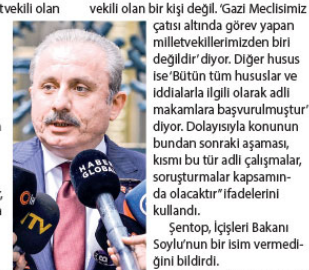 tvekili olan
vekili olan bir kişi değil. 'Gazi Meclisimiz
çatısı altında görev yapan
milletvekillerimizden biri
değildir' diyor. Diğer husus
ise 'Bütün tüm hususlar ve
iddialarla ilgili olarak adli
makamlara başvurulmuştur'
diyor. Dolayısıyla konunun
bundan sonraki aşaması,
kısmı bu tür adli çalışmalar,
soruşturmalar kapsamın-
da olacaktır" ifadelerini
kullandı.
Şentop, İçişleri Bakanı
Soylu'nun bir isim vermedi-
ğini bildirdi.
HABER
GLOBAL
NTV